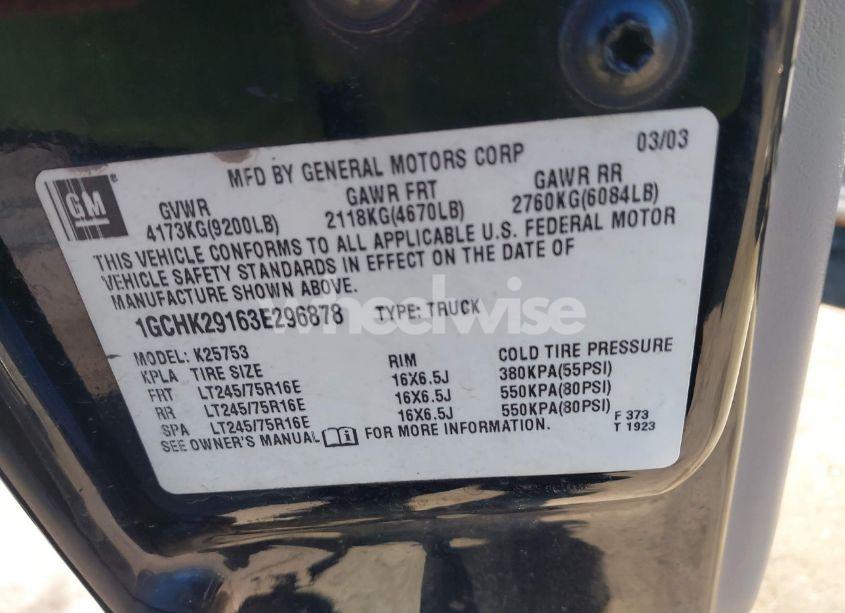 GM
MFD BY GENERAL MOTORS CORP 03/03
GVWR GAWR FRT GAWR RR
4173KG(9200LB) 2118KG(4670LB) 2760KG(6084LB)
THIS VEHICLE CONFORMS TO ALL APPLICABLE U.S. FEDERAL MOTOR
VEHICLE SAFETY STANDARDS IN EFFECT ON THE DATE OF
MANUFACTURE SHOWN ABOVE.
1GCHK29163E296878 TYPE: TRUCK
wheelwise
MODEL: K25753
KPLA TIRE SIZE RIM COLD TIRE PRESSURE
FRT LT245/75R16E 16X6.5J 380KPA(55PSI)
RR LT245/75R16E 16X6.5J 550KPA(80PSI)
SPA LT245/75R16E 16X6.5J 550KPA(80PSI)
SEE OWNER'S MANUAL FOR MORE INFORMATION.
F 373
T 1923